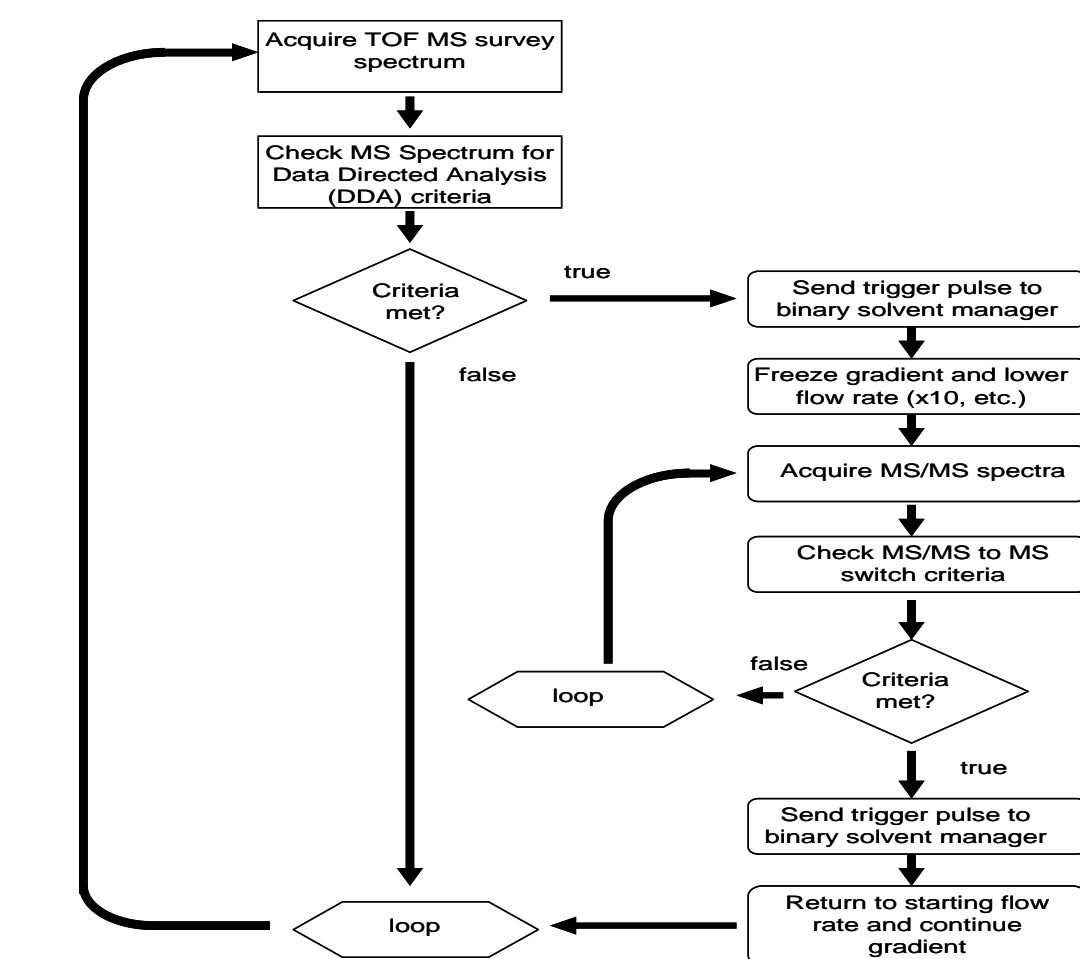 Acquire TOF MS survey
spectrum
Check MS Spectrum for
Data Directed Analysis
(DDA) criteria
Criteria
met?
true
false
Send trigger pulse to
binary solvent manager
Freeze gradient and lower
flow rate (x10, etc.)
Acquire MS/MS spectra
Check MS/MS to MS
switch criteria
Criteria
met?
false
loop
true
Send trigger pulse to
binary solvent manager
Return to starting flow
rate and continue
gradient
loop